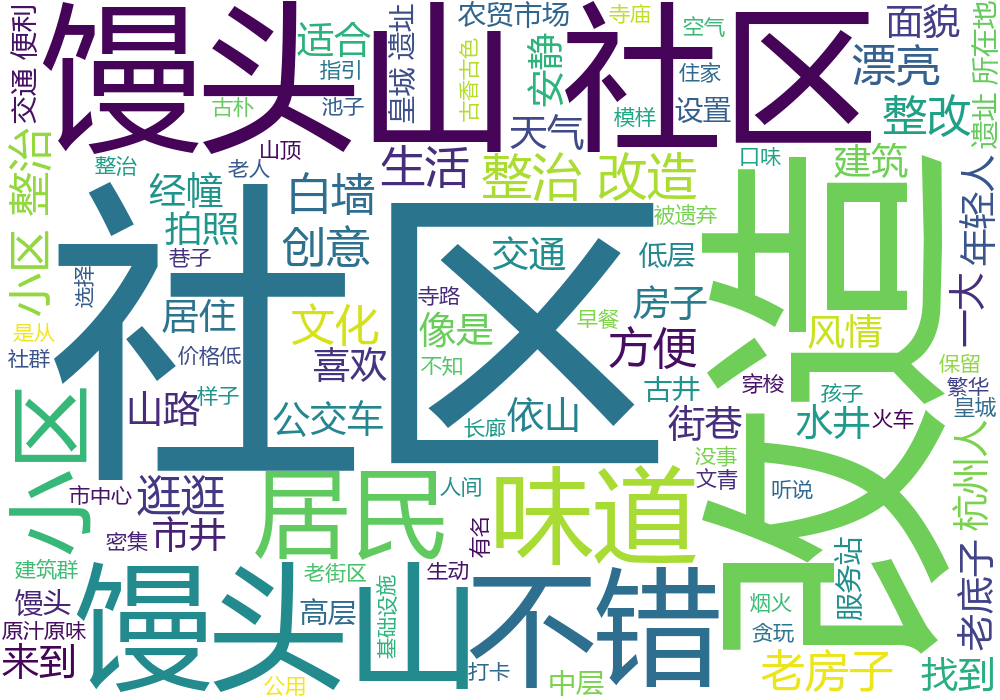 馒头山 社区
社区
改造
馒头山
不错
味道
居民
小区
小区 整治
交通 便利
适合
指引
古朴
池子
皇城 遗址
农贸市场
古香古色
安静
寺庙
空气
住家
设置
模样
天气
面貌
漂亮
整改
遗址 所在地
整治
山顶
老人
生活
整治 改造
建筑
口味
经幢
白墙
拍照
创意
巷子
选择
交通
低层
被遗弃
一大 年轻人
居住
文化
寺路
像是
早餐
房子
方便
风情
是从
社群
价格低
喜欢
不知
保留
样子
山路
公交车
长廊
依山
古井
穿梭
孩子
繁华
皇城
街巷
水井
火车
没事
文青
听说
杭州人
市中心
逛逛
市井
密集
人间
有名
建筑群
老街区
生动
基础设施
馒头
高层
原汁原味
来到
公用
打卡
中层
服务站
烟火
贪玩
老房子
老底子
找到